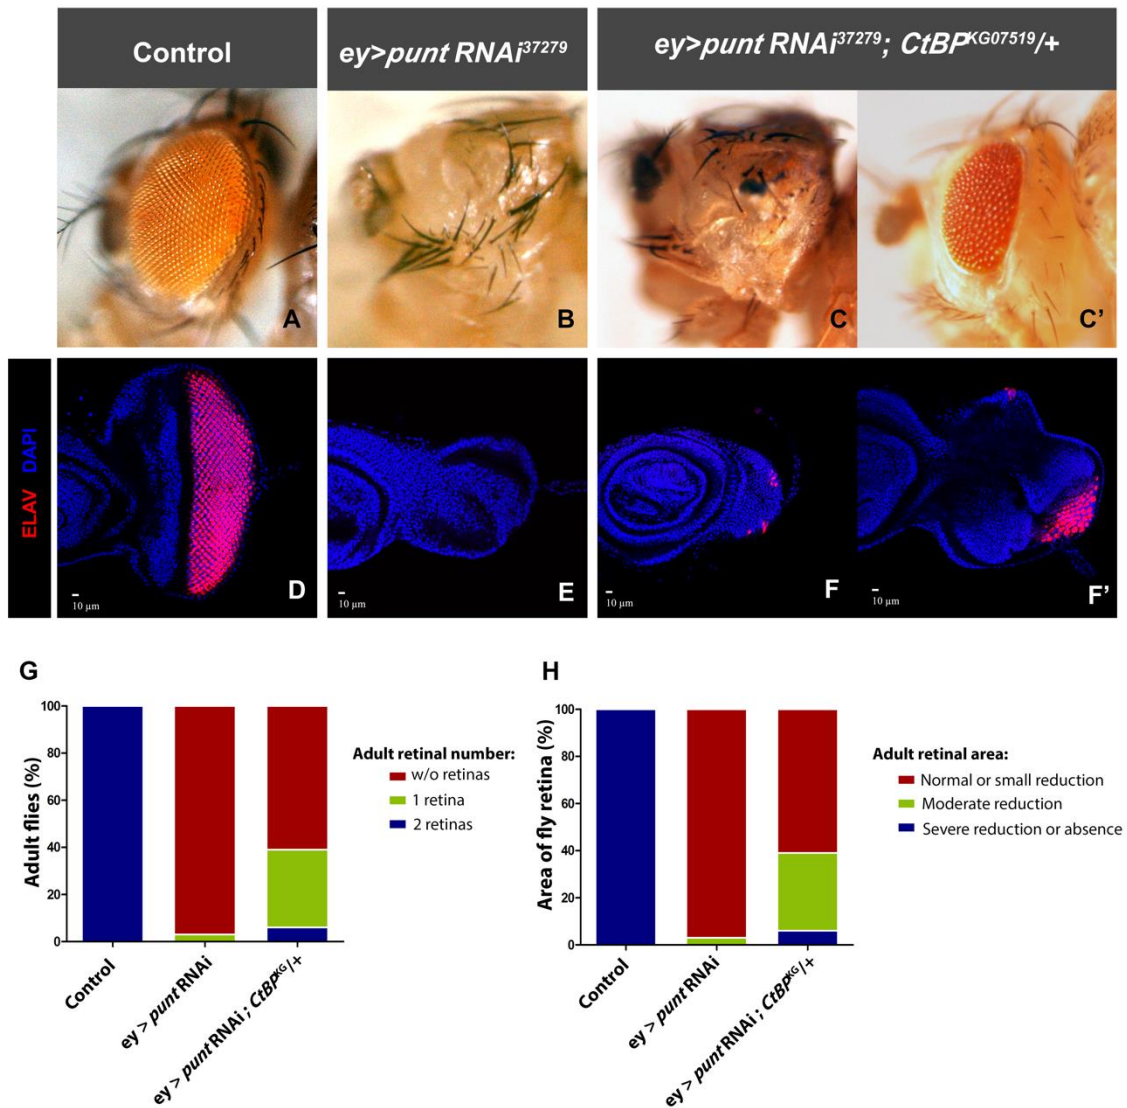 Control
ey>punt RNAi37279
ey>punt RNAi37279; CtBPKG07519/+
A
B
C
C'
ELAV DAPI
10 µm
D
10 µm
E
10 µm
F
10 µm
F'
G
Adult flies (%)
100
80
60
40
20
0
Control
ey > punt RNAi
ey > punt RNAi ; CtBPKG/+
Adult retinal number:
w/o retinas
1 retina
2 retinas
H
Area of fly retina (%)
100
80
60
40
20
0
Control
ey > punt RNAi
ey > punt RNAi ; CtBPKG/+
Adult retinal area:
Normal or small reduction
Moderate reduction
Severe reduction or absence